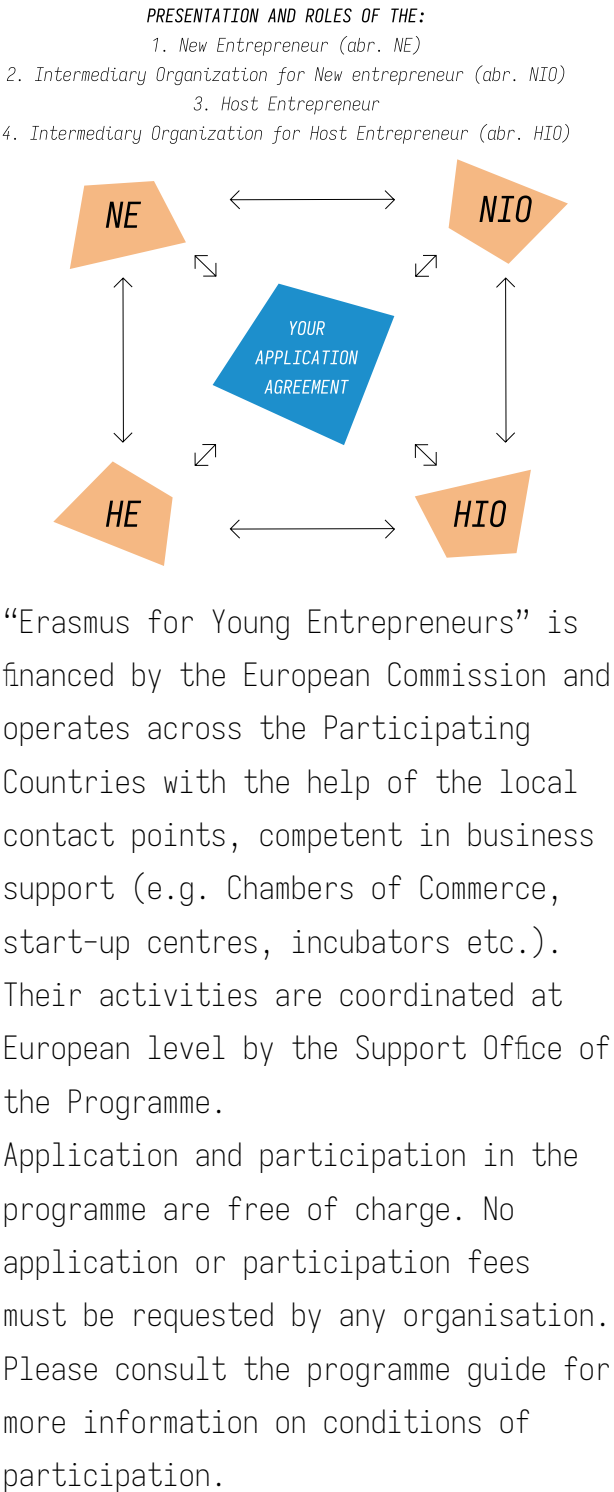 PRESENTATION AND ROLES OF THE:
1. New Entrepreneur (abr. NE)
2. Intermediary Organization for New entrepreneur (abr. NIO)
3. Host Entrepreneur
4. Intermediary Organization for Host Entrepreneur (abr. HIO)
NE
NIO
YOUR
APPLICATION
AGREEMENT
HE
HIO
“Erasmus for Young Entrepreneurs” is
financed by the European Commission and
operates across the Participating
Countries with the help of the local
contact points, competent in business
support (e.g. Chambers of Commerce,
start-up centres, incubators etc.).
Their activities are coordinated at
European level by the Support Office of
the Programme.
Application and participation in the
programme are free of charge. No
application or participation fees
must be requested by any organisation.
Please consult the programme guide for
more information on conditions of
participation.